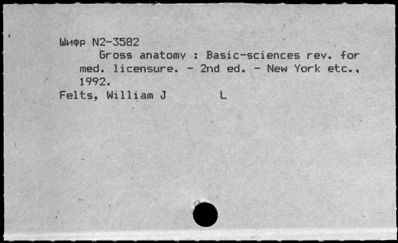 Шифр N2-3582
Gross anatomy : Basic-sciences rev. for
med. licensure. - 2nd ed. - New York etc.,
1992.
Felts, William J L